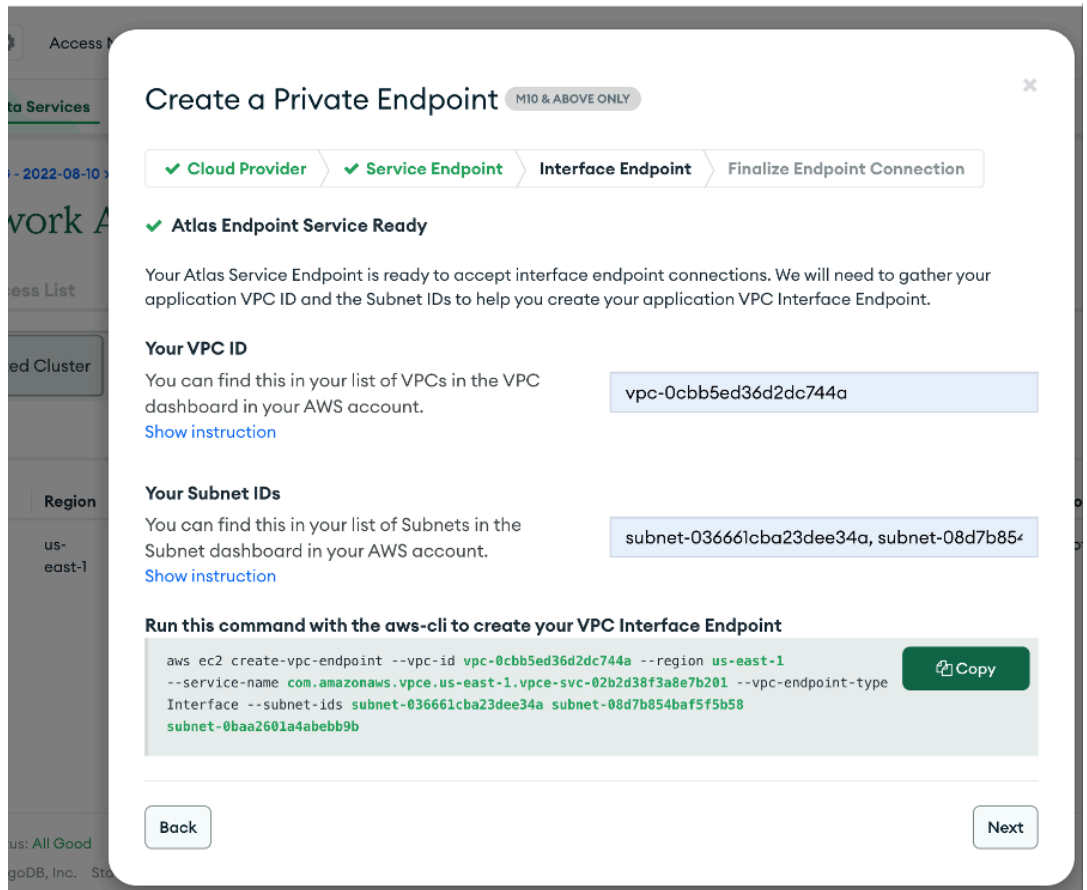 Access
Create a Private Endpoint M10 & ABOVE ONLY
ta Services
Cloud Provider Service Endpoint Interface Endpoint Finalize Endpoint Connection
- 2022-08-10
work A
Atlas Endpoint Service Ready
Your Atlas Service Endpoint is ready to accept interface endpoint connections. We will need to gather your
application VPC ID and the Subnet IDs to help you create your application VPC Interface Endpoint.
ess List
Your VPC ID
ed Cluster
You can find this in your list of VPCs in the VPC
dashboard in your AWS account.
vpc-0cbb5ed36d2dc744a
Show instruction
Region
Your Subnet IDs
us-
east-1
You can find this in your list of Subnets in the
Subnet dashboard in your AWS account.
subnet-036661cba23dee34a, subnet-08d7b854
Show instruction
Run this command with the aws-cli to create your VPC Interface Endpoint
aws ec2 create-vpc-endpoint --vpc-id vpc-0cbb5ed36d2dc744a --region us-east-1
--service-name com.amazonaws.vpce.us-east-1.vpce-svc-02b2d38f3a8e7b201 --vpc-endpoint-type
Interface --subnet-ids subnet-036661cba23dee34a subnet-08d7b854baf5f5b58
subnet-0baa2601a4abebb9b
Copy
Back
Next
tus: All Good
goDB, Inc. Sta